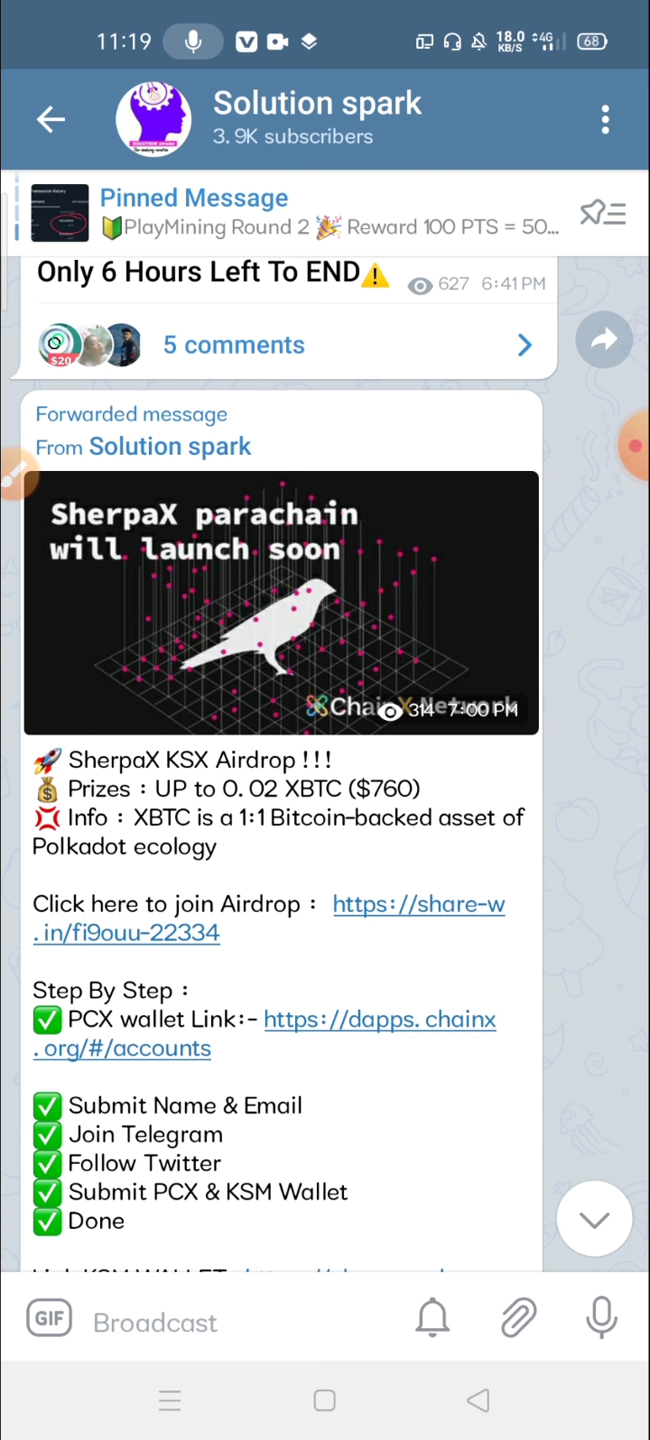 11:19
18.0
KB/S
4G
68
Solution spark
3.9K subscribers
Pinned Message
🔰PlayMining Round 2 🎉 Reward 100 PTS = 50...
Only 6 Hours Left To END⚠️
627 6:41 PM
$20
5 comments
Forwarded message
From Solution spark
SherpaX parachain
will launch soon
ChainX Network
314 7:00 PM
🚀 SherpaX KSX Airdrop !!!
💰 Prizes : UP to 0.02 XBTC ($760)
💢 Info : XBTC is a 1:1 Bitcoin-backed asset of
Polkadot ecology
Click here to join Airdrop : https://share-w
.in/fi9ouu-22334
Step By Step :
✅ PCX wallet Link:- https://dapps.chainx
.org/#/accounts
✅ Submit Name & Email
✅ Join Telegram
✅ Follow Twitter
✅ Submit PCX & KSM Wallet
✅ Done
GIF
Broadcast